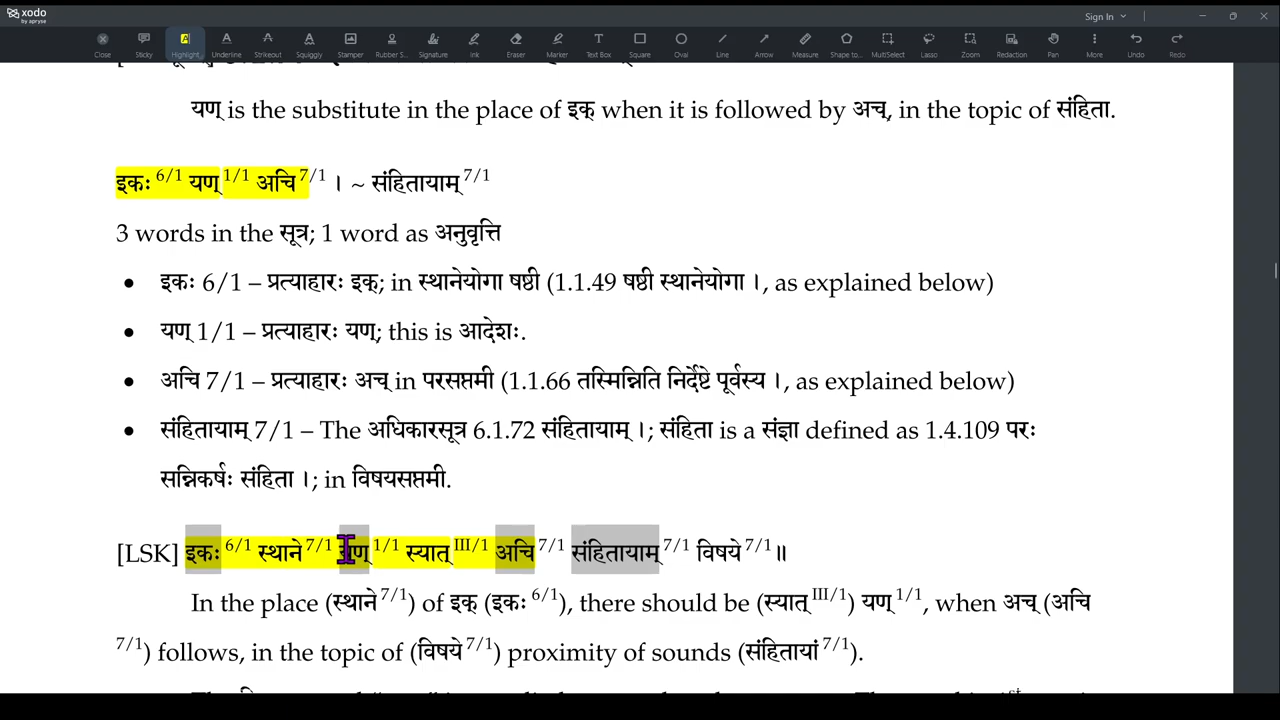 xodo
by apryse
Sign In
Close Sticky Highlight Underline Strikeout Squiggly Stamper Image Rubber S... Signature Ink Eraser Marker Text Box Square Oval Line Arrow Measure Shape to... MultiSelect Lasso Zoom Redaction Pan More Undo Redo
यण् is the substitute in the place of इक् when it is followed by अच्, in the topic of संहिता.
इकः 6/1 यण् 1/1 अचि 7/1 । ~ संहितायाम् 7/1
3 words in the सूत्र; 1 word as अनुवृत्ति
• इकः 6/1 – प्रत्याहारः इक्; in स्थानेयोगा षष्ठी (1.1.49 षष्ठी स्थानेयोगा ।, as explained below)
• यण् 1/1 – प्रत्याहारः यण्; this is आदेशः.
• अचि 7/1 – प्रत्याहारः अच् in परसप्तमी (1.1.66 तस्मिन्निति निर्देष्टे पूर्वस्य ।, as explained below)
• संहितायाम् 7/1 – The अधिकारसूत्र 6.1.72 संहितायाम् ।; संहिता is a संज्ञा defined as 1.4.109 परः
सन्निकर्षः संहिता ।; in विषयसप्तमी.
[LSK] इकः 6/1 स्थाने 7/1 यण् 1/1 स्यात् III/1 अचि 7/1 संहितायाम् 7/1 विषये 7/1 ॥
In the place (स्थाने 7/1) of इक् (इकः 6/1), there should be (स्यात् III/1) यण् 1/1, when अच् (अचि
7/1) follows, in the topic of (विषये 7/1) proximity of sounds (संहितायां 7/1).